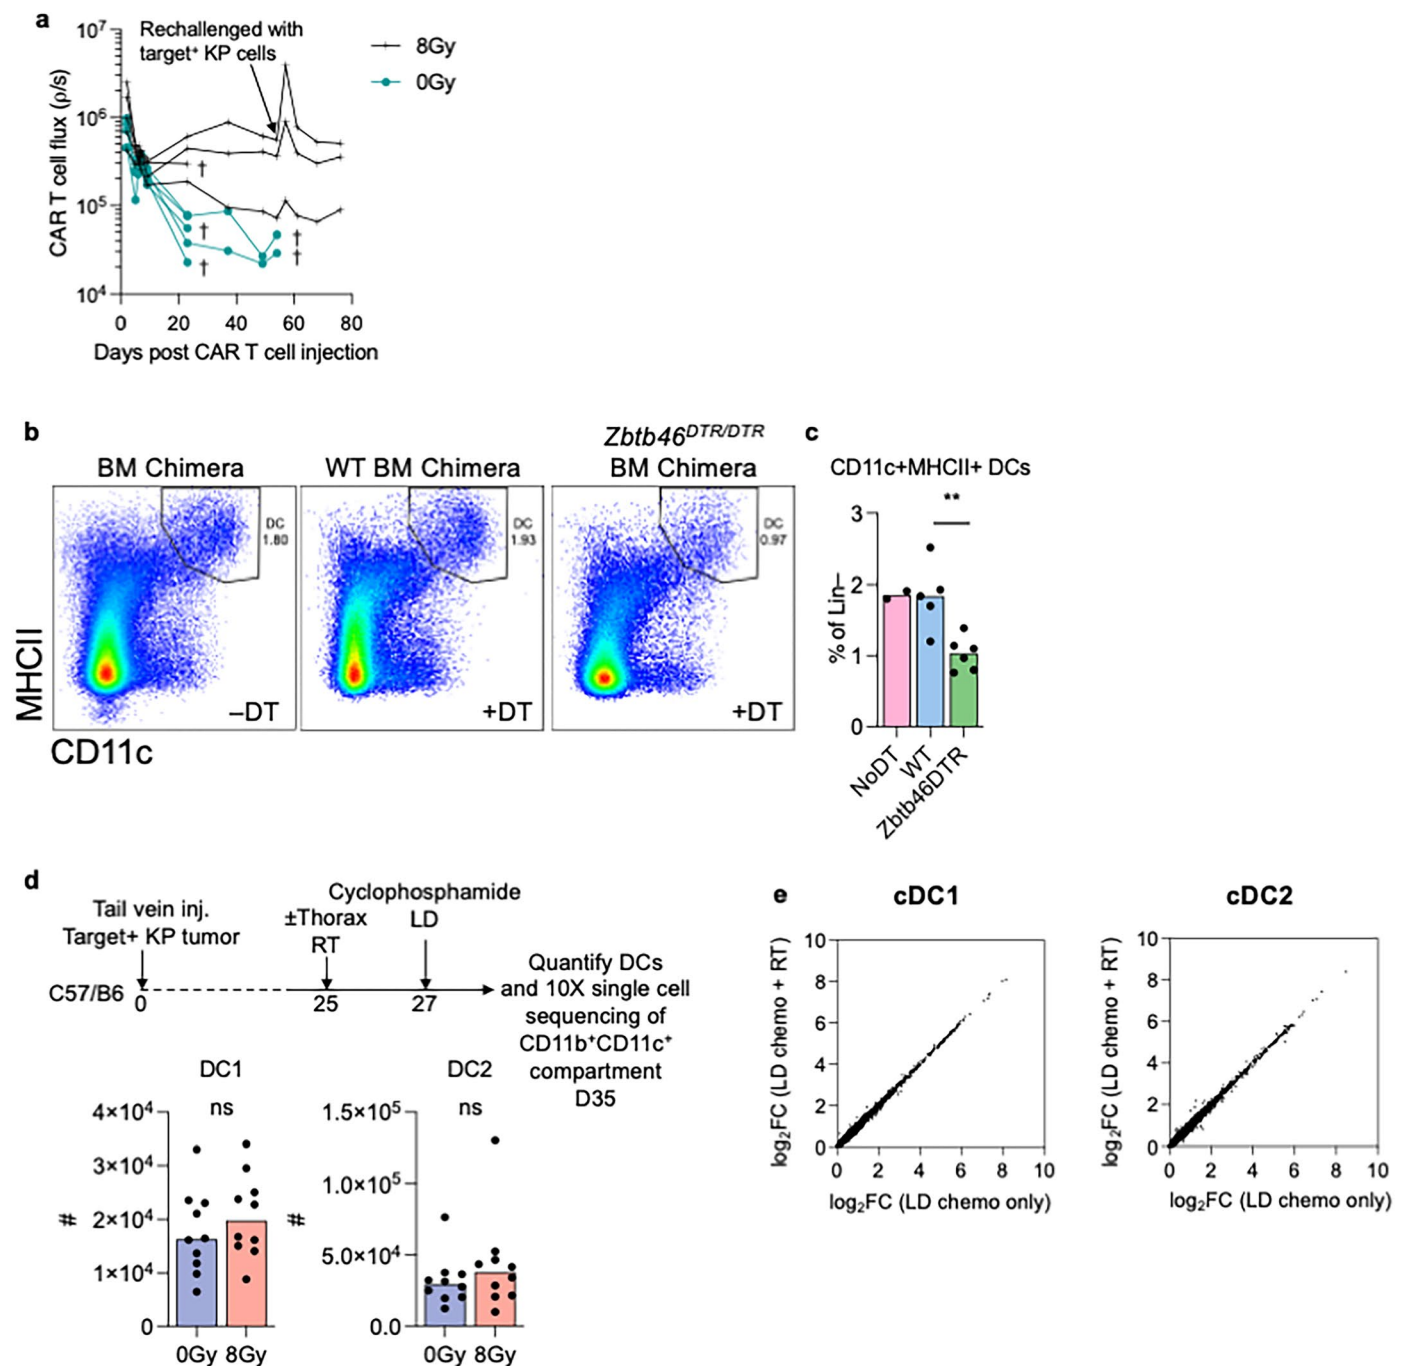 a
Rechallenged with
target⁺ KP cells
8Gy
0Gy
CAR T cell flux (ρ/s)
10⁷
10⁶
10⁵
10⁴
†
†
†
†
†
0 20 40 60 80
Days post CAR T cell injection
b
BM Chimera
WT BM Chimera
Zbtb46ᴰᵀᴿ/ᴰᵀᴿ
BM Chimera
DC
1.80
DC
1.93
DC
0.97
–DT
+DT
+DT
MHCII
CD11c
c
CD11c+MHCII+ DCs
**
% of Lin–
3
2
1
0
NoDT
WT
Zbtb46DTR
d
Tail vein inj.
Target+ KP tumor
±Thorax
RT
Cyclophosphamide
LD
C57/B6
0
25
27
Quantify DCs
and 10X single cell
sequencing of
CD11b⁺CD11c⁺
compartment
D35
DC1
ns
#
4×10⁴
3×10⁴
2×10⁴
1×10⁴
0
0Gy 8Gy
DC2
ns
#
1.5×10⁵
1.0×10⁵
5.0×10⁴
0.0
0Gy 8Gy
e
cDC1
log₂FC (LD chemo + RT)
10
8
6
4
2
0
0 2 4 6 8 10
log₂FC (LD chemo only)
cDC2
log₂FC (LD chemo + RT)
10
8
6
4
2
0
0 2 4 6 8 10
log₂FC (LD chemo only)